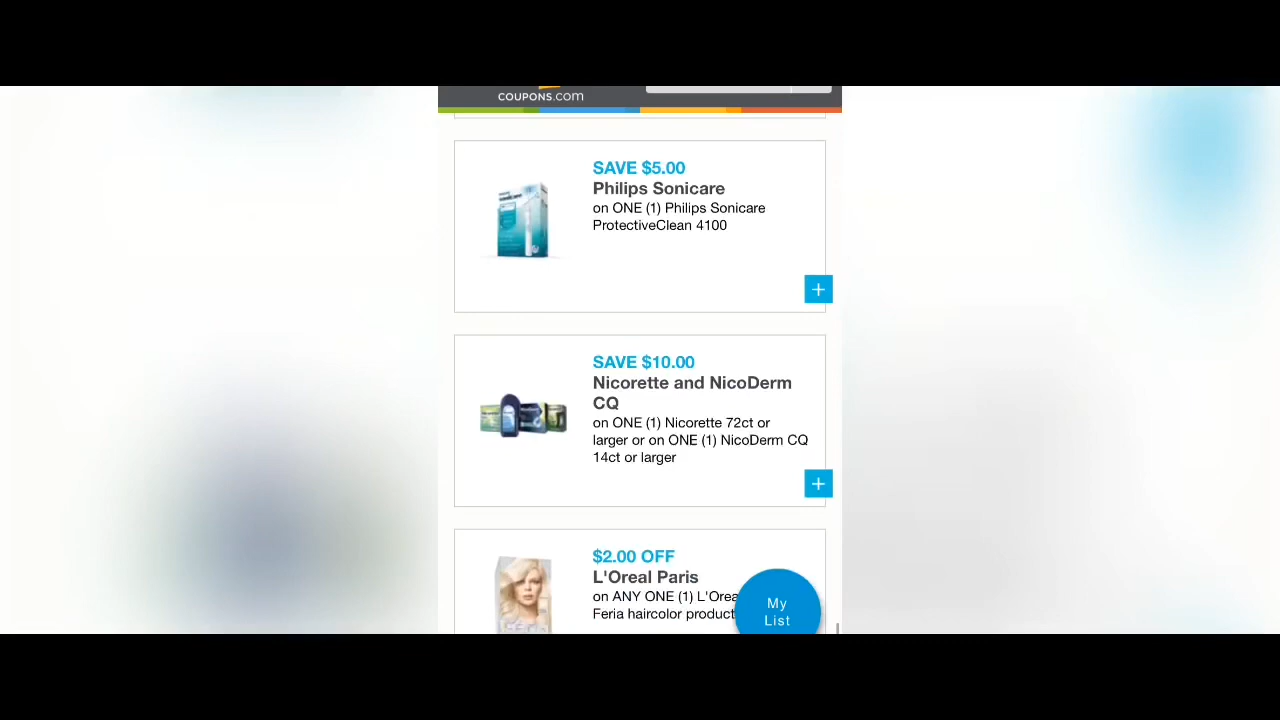 COUPONS.com
SAVE $5.00
Philips Sonicare
on ONE (1) Philips Sonicare
ProtectiveClean 4100
+
SAVE $10.00
Nicorette and NicoDerm
CQ
on ONE (1) Nicorette 72ct or
larger or on ONE (1) NicoDerm CQ
14ct or larger
+
$2.00 OFF
L'Oreal Paris
on ANY ONE (1)
Feria haircolor product
My
List